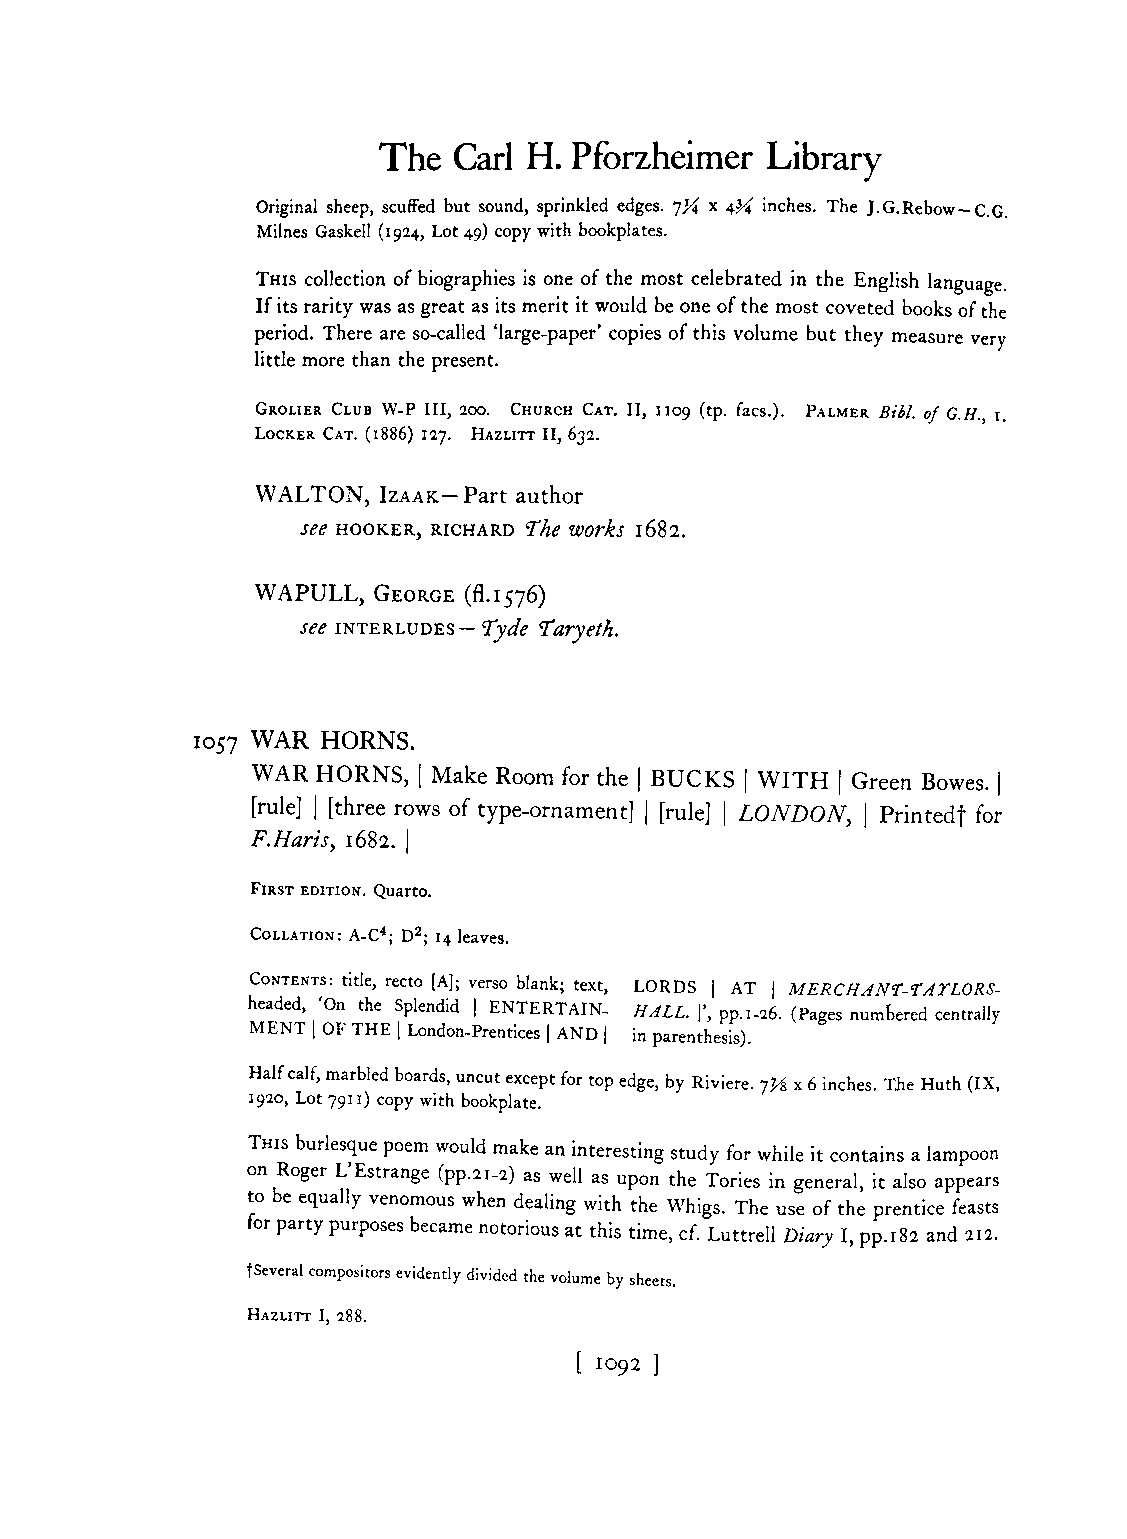 The Carl H. Pforzheimer Library
Original sheep, scuffed but sound, sprinkled edges. 7¼ x 4¾ inches. The J.G.Rebow—C.G.
Milnes Gaskell (1924, Lot 49) copy with bookplates.
THIS collection of biographies is one of the most celebrated in the English language.
If its rarity was as great as its merit it would be one of the most coveted books of the
period. There are so-called 'large-paper' copies of this volume but they measure very
little more than the present.
GROLIER CLUB W-P III, 200. CHURCH CAT. II, 1109 (tp. facs.). PALMER Bibl. of G.H., 1.
LOCKER CAT. (1886) 127. HAZLITT II, 632.
WALTON, IZAAK—Part author
see HOOKER, RICHARD The works 1682.
WAPULL, GEORGE (fl.1576)
see INTERLUDES—Tyde Taryeth.
1057 WAR HORNS.
WAR HORNS, | Make Room for the | BUCKS | WITH | Green Bowes. |
[rule] | [three rows of type-ornament] | [rule] | LONDON, | Printed† for
F.Haris, 1682. |
FIRST EDITION. Quarto.
COLLATION: A-C⁴; D²; 14 leaves.
CONTENTS: title, recto [A]; verso blank; text,
headed, 'On the Splendid | ENTERTAIN-
MENT | OF THE | London-Prentices | AND |
LORDS | AT | MERCHANT-TAYLORS-
HALL. |', pp.1-26. (Pages numbered centrally
in parenthesis).
Half calf, marbled boards, uncut except for top edge, by Riviere. 7⅞ x 6 inches. The Huth (IX,
1920, Lot 7911) copy with bookplate.
THIS burlesque poem would make an interesting study for while it contains a lampoon
on Roger L'Estrange (pp.21-2) as well as upon the Tories in general, it also appears
to be equally venomous when dealing with the Whigs. The use of the prentice feasts
for party purposes became notorious at this time, cf. Luttrell Diary I, pp.182 and 212.
†Several compositors evidently divided the volume by sheets.
HAZLITT I, 288.
[ 1092 ]